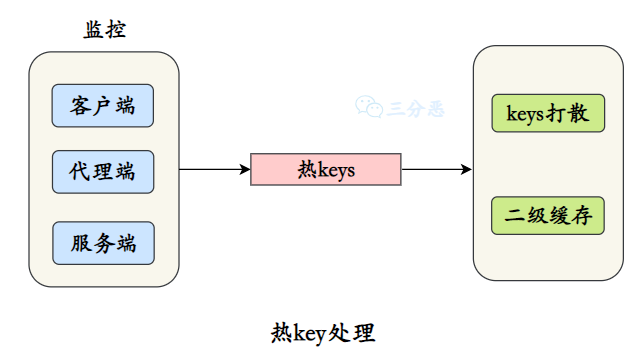 监控
客户端
代理端
服务端
热keys
三分恶
keys打散
二级缓存
热key处理